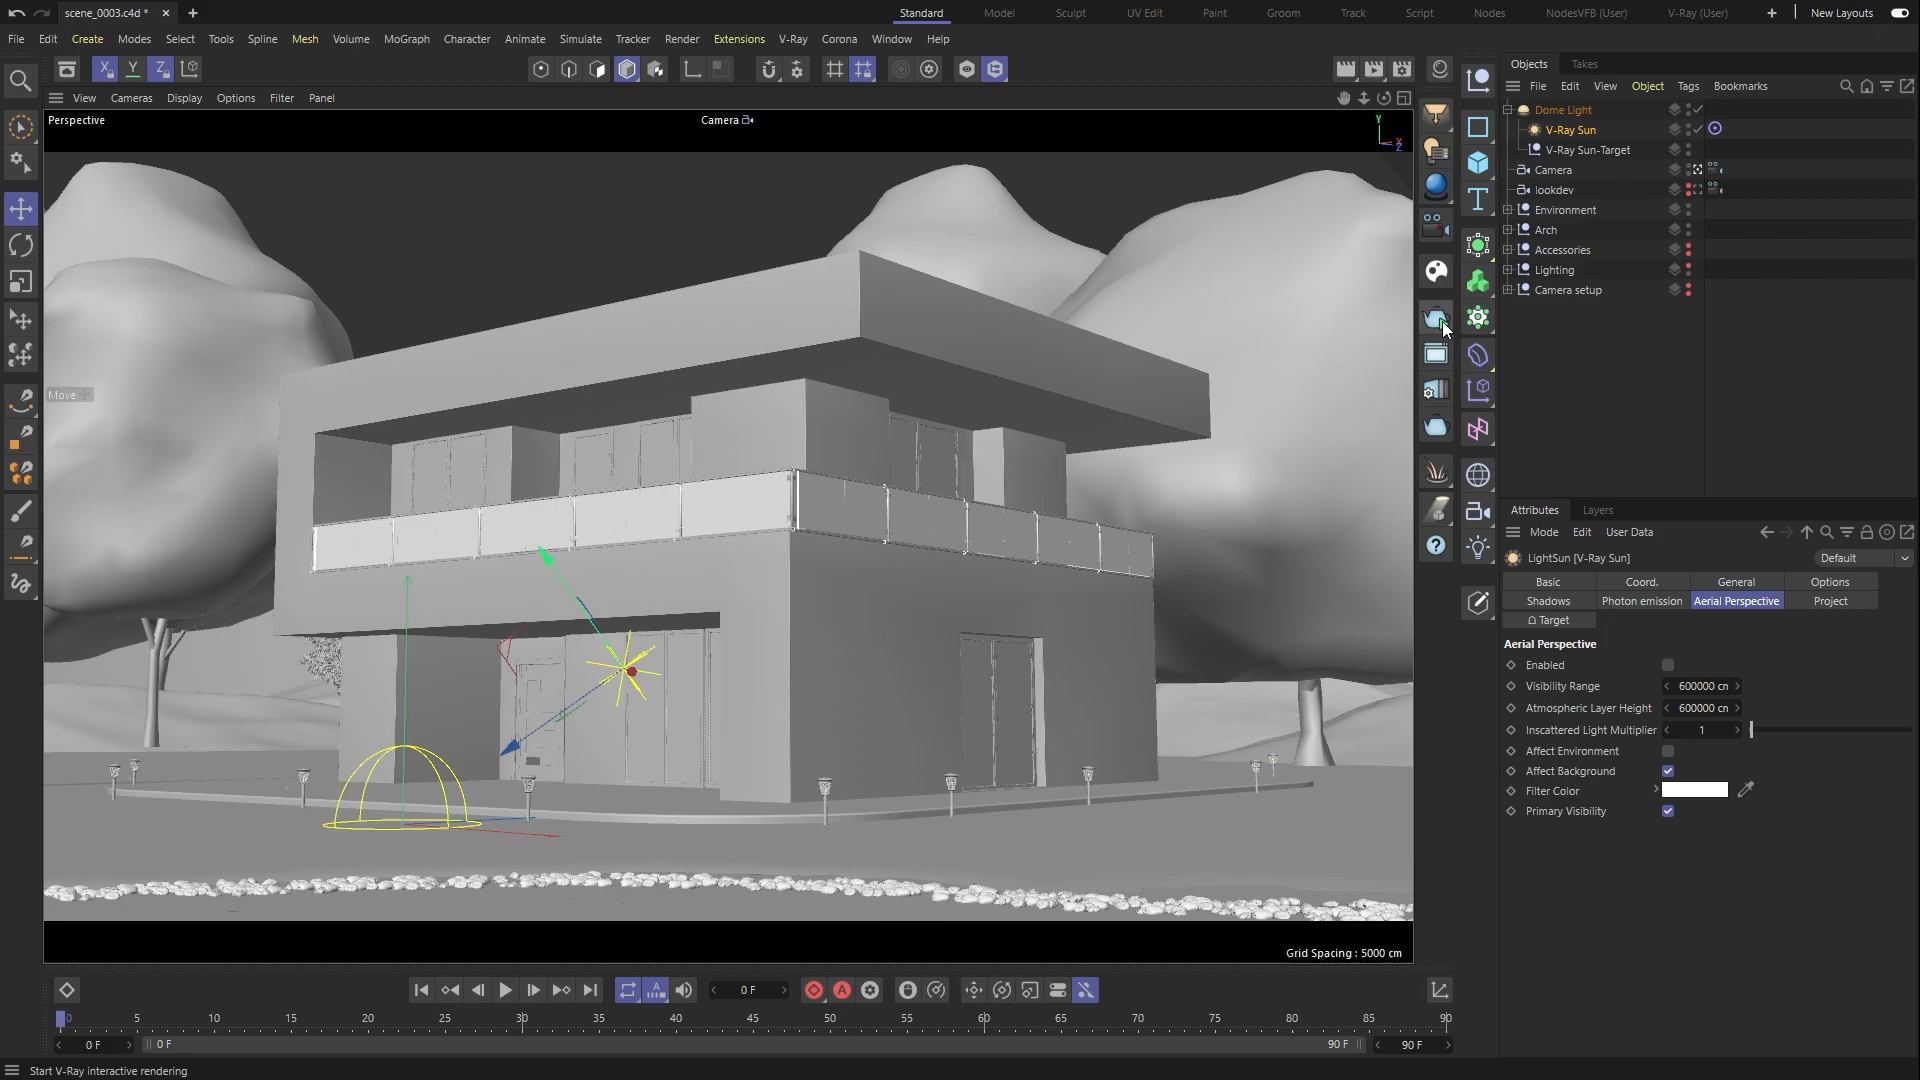 scene_0003.c4d *
Standard Model Sculpt UV Edit Paint Groom Track Script Nodes NodesVFB (User) V-Ray (User) New Layouts
File Edit Create Modes Select Tools Spline Mesh Volume MoGraph Character Animate Simulate Tracker Render Extensions V-Ray Corona Window Help
X Y Z
View Cameras Display Options Filter Panel
Perspective
Camera
Y
X
Z
Move
Grid Spacing : 5000 cm
Objects Takes
File Edit View Object Tags Bookmarks
Dome Light
V-Ray Sun
V-Ray Sun-Target
Camera
lookdev
Environment
Arch
Accessories
Lighting
Camera setup
Attributes Layers
Mode Edit User Data
LightSun [V-Ray Sun] Default
Basic Coord. General Options
Shadows Photon emission Aerial Perspective Project
Target
Aerial Perspective
Enabled
Visibility Range 600000 cn
Atmospheric Layer Height 600000 cn
Inscattered Light Multiplier 1
Affect Environment
Affect Background
Filter Color
Primary Visibility
0 F
0 5 10 15 20 25 30 35 40 45 50 55 60 65 70 75 80 85 90
0 F 0 F 90 F 90 F
Start V-Ray interactive rendering